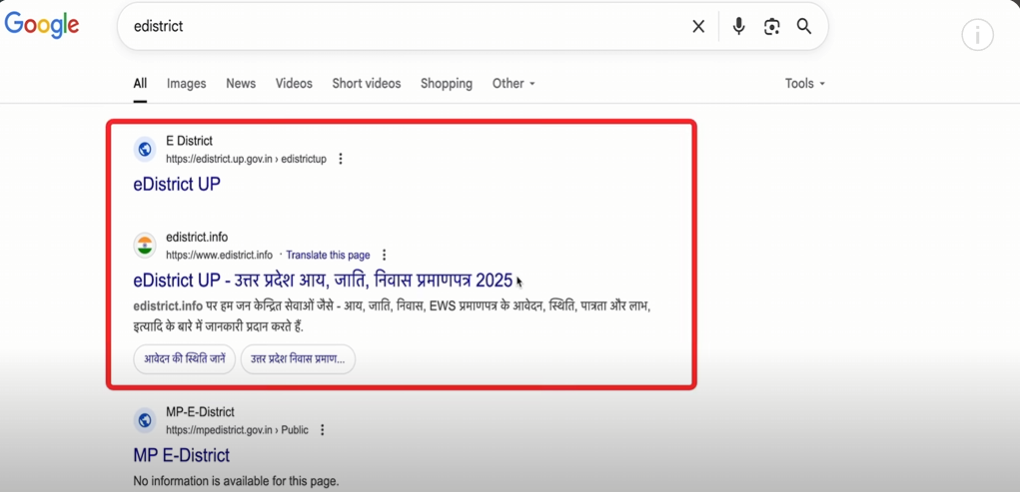 Google
edistrict
All Images News Videos Short videos Shopping Other Tools
E District
https://edistrict.up.gov.in › edistrictup
eDistrict UP
edistrict.info
https://www.edistrict.info · Translate this page
eDistrict UP - उत्तर प्रदेश आय, जाति, निवास प्रमाणपत्र 2025
edistrict.info पर हम जन केन्द्रित सेवाओं जैसे - आय, जाति, निवास, EWS प्रमाणपत्र के आवेदन, स्थिति, पात्रता और लाभ,
इत्यादि के बारे में जानकारी प्रदान करते हैं.
आवेदन की स्थिति जानें उत्तर प्रदेश निवास प्रमाण...
MP-E-District
https://mpedistrict.gov.in › Public
MP E-District
No information is available for this page.